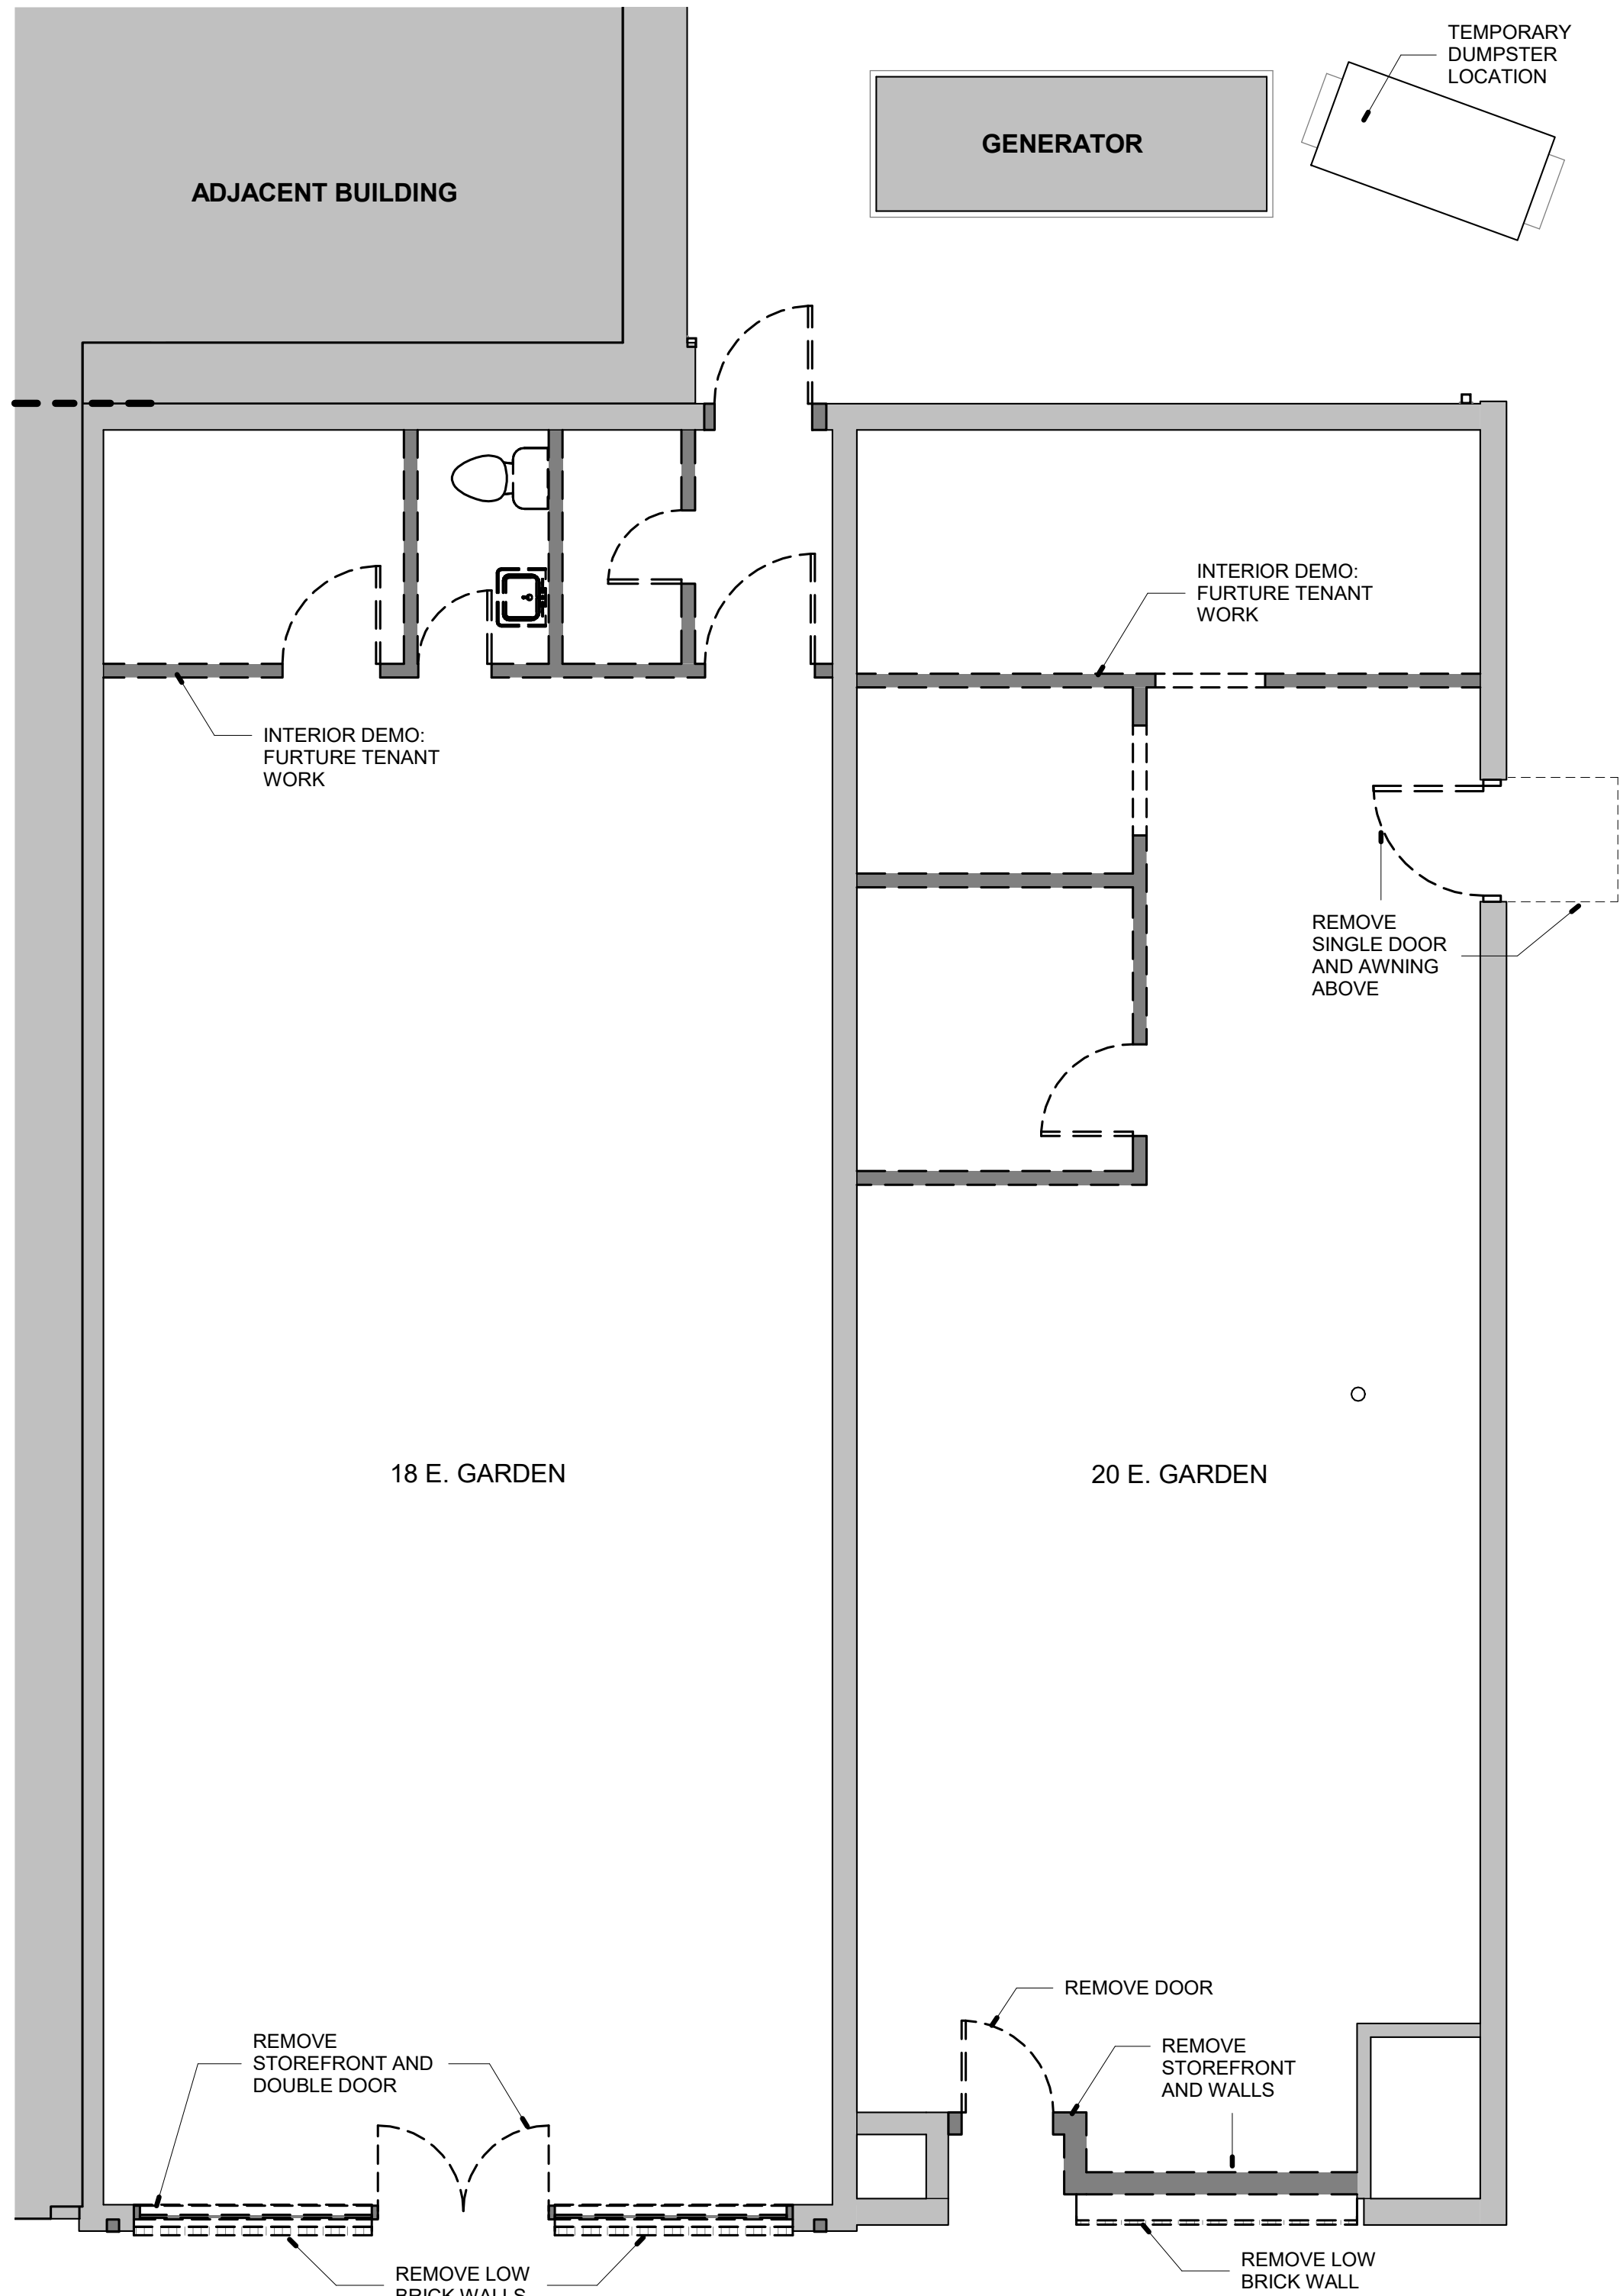 TEMPORARY
DUMPSTER
LOCATION
GENERATOR
ADJACENT BUILDING
INTERIOR DEMO:
FURTURE TENANT
WORK
INTERIOR DEMO:
FURTURE TENANT
WORK
REMOVE
SINGLE DOOR
AND AWNING
ABOVE
18 E. GARDEN
20 E. GARDEN
REMOVE DOOR
REMOVE
STOREFRONT AND
DOUBLE DOOR
REMOVE
STOREFRONT
AND WALLS
REMOVE LOW
BRICK WALLS
REMOVE LOW
BRICK WALL